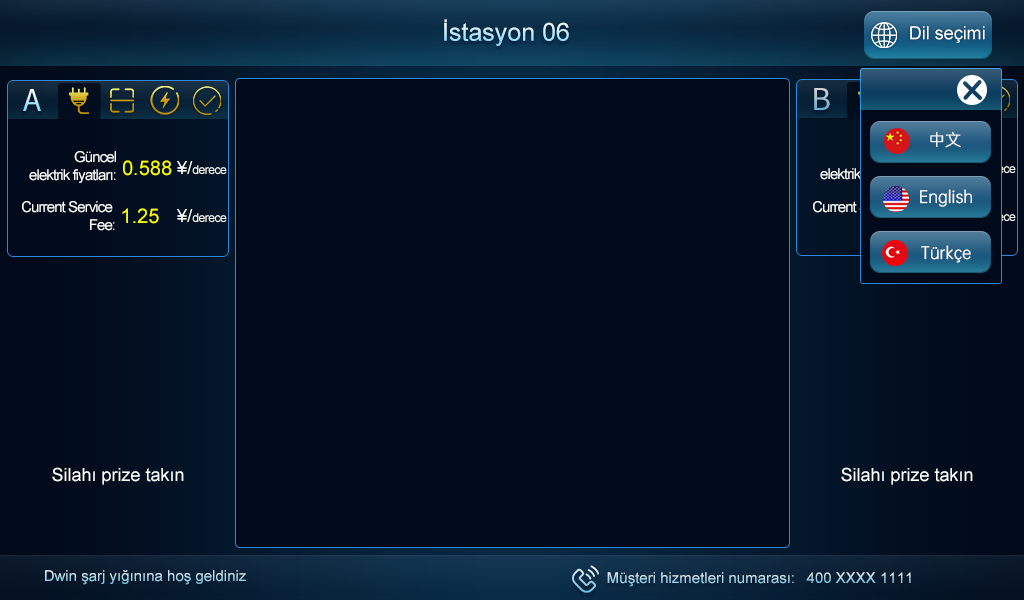 İstasyon 06
Dil seçimi
A
Güncel
elektrik fiyatları: 0.588 ¥/derece
Current Service
Fee: 1.25 ¥/derece
B
elektrik
Current
中文
English
Türkçe
Silahı prize takın
Silahı prize takın
Dwin şarj yığınına hoş geldiniz
Müşteri hizmetleri numarası: 400 XXXX 1111